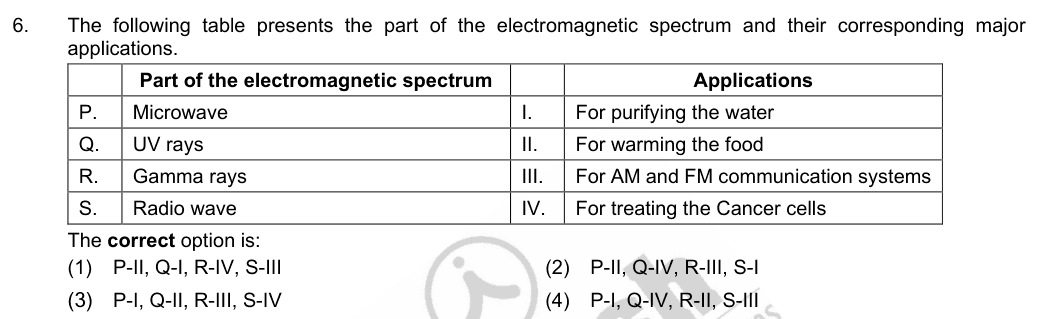 6. The following table presents the part of the electromagnetic spectrum and their corresponding major
applications.
Part of the electromagnetic spectrum Applications
P. Microwave I. For purifying the water
Q. UV rays II. For warming the food
R. Gamma rays III. For AM and FM communication systems
S. Radio wave IV. For treating the Cancer cells
The correct option is:
(1) P-II, Q-I, R-IV, S-III (2) P-II, Q-IV, R-III, S-I
(3) P-I, Q-II, R-III, S-IV (4) P-I, Q-IV, R-II, S-III